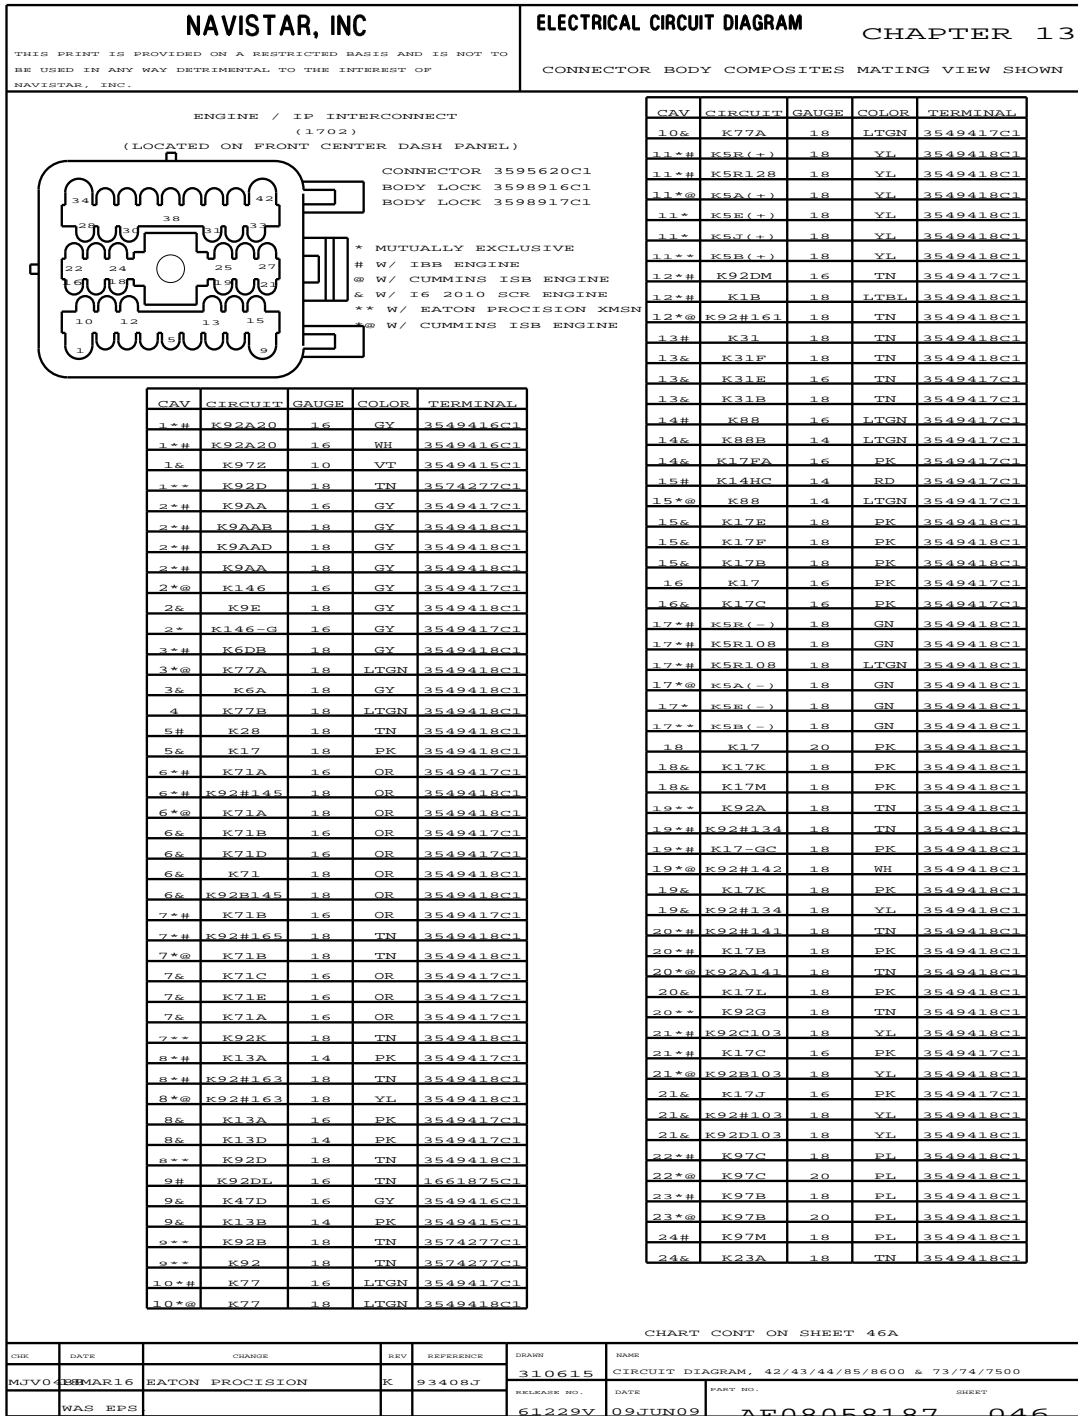 NAVISTAR, INC
THIS PRINT IS PROVIDED ON A RESTRICTED BASIS AND IS NOT TO
BE USED IN ANY WAY DETRIMENTAL TO THE INTEREST OF
NAVISTAR, INC.
ELECTRICAL CIRCUIT DIAGRAM
CHAPTER 13
CONNECTOR BODY COMPOSITES MATING VIEW SHOWN
ENGINE / IP INTERCONNECT
(1702)
(LOCATED ON FRONT CENTER DASH PANEL)
CONNECTOR 3595620C1
BODY LOCK 3598916C1
BODY LOCK 3598917C1
* MUTUALLY EXCLUSIVE
# W/ IBB ENGINE
@ W/ CUMMINS ISB ENGINE
& W/ I6 2010 SCR ENGINE
** W/ EATON PROCISION XMSN
*@ W/ CUMMINS ISB ENGINE
34 42
38
28 30 31 33
22 24 25 27
16 18 19 21
10 12 13 15
5
1 9
CAV CIRCUIT GAUGE COLOR TERMINAL
1*# K92A20 16 GY 3549416C1
1*# K92A20 16 WH 3549416C1
1& K97Z 10 VT 3549415C1
1** K92D 18 TN 3574277C1
2*# K9AA 16 GY 3549417C1
2*# K9AAB 18 GY 3549418C1
2*# K9AAD 18 GY 3549418C1
2*# K9AA 18 GY 3549418C1
2*@ K146 16 GY 3549417C1
2& K9E 18 GY 3549418C1
2* K146-G 16 GY 3549417C1
3*# K6DB 18 GY 3549418C1
3*@ K77A 18 LTGN 3549418C1
3& K6A 18 GY 3549418C1
4 K77B 18 LTGN 3549418C1
5# K28 18 TN 3549418C1
5& K17 18 PK 3549418C1
6*# K71A 16 OR 3549417C1
6*# K92#145 18 OR 3549418C1
6*@ K71A 18 OR 3549418C1
6& K71B 16 OR 3549417C1
6& K71D 16 OR 3549417C1
6& K71 18 OR 3549418C1
6& K92B145 18 OR 3549418C1
7*# K71B 16 OR 3549417C1
7*# K92#165 18 TN 3549418C1
7*@ K71B 18 TN 3549418C1
7& K71C 16 OR 3549417C1
7& K71E 16 OR 3549417C1
7& K71A 16 OR 3549417C1
7** K92K 18 TN 3549418C1
8*# K13A 14 PK 3549417C1
8*# K92#163 18 TN 3549418C1
8*@ K92#163 18 YL 3549418C1
8& K13A 16 PK 3549417C1
8& K13D 14 PK 3549417C1
8** K92D 18 TN 3549418C1
9# K92DL 16 TN 1661875C1
9& K47D 16 GY 3549416C1
9& K13B 14 PK 3549415C1
9** K92B 18 TN 3574277C1
9** K92 18 TN 3574277C1
10*# K77 16 LTGN 3549417C1
10*@ K77 18 LTGN 3549418C1
CAV CIRCUIT GAUGE COLOR TERMINAL
10& K77A 18 LTGN 3549417C1
11*# K5R(+) 18 YL 3549418C1
11*# K5R128 18 YL 3549418C1
11*@ K5A(+) 18 YL 3549418C1
11* K5E(+) 18 YL 3549418C1
11* K5J(+) 18 YL 3549418C1
11** K5B(+) 18 YL 3549418C1
12*# K92DM 16 TN 3549417C1
12*# K1B 18 LTBL 3549418C1
12*@ K92#161 18 TN 3549418C1
13# K31 18 TN 3549418C1
13& K31F 18 TN 3549418C1
13& K31E 16 TN 3549417C1
13& K31B 18 TN 3549417C1
14# K88 16 LTGN 3549417C1
14& K88B 14 LTGN 3549417C1
14& K17FA 16 PK 3549417C1
15# K14HC 14 RD 3549417C1
15*@ K88 14 LTGN 3549417C1
15& K17E 18 PK 3549418C1
15& K17F 18 PK 3549418C1
15& K17B 18 PK 3549418C1
16 K17 16 PK 3549417C1
16& K17C 16 PK 3549417C1
17*# K5R(-) 18 GN 3549418C1
17*# K5R108 18 GN 3549418C1
17*# K5R108 18 LTGN 3549418C1
17*@ K5A(-) 18 GN 3549418C1
17* K5E(-) 18 GN 3549418C1
17** K5B(-) 18 GN 3549418C1
18 K17 20 PK 3549418C1
18& K17K 18 PK 3549418C1
18& K17M 18 PK 3549418C1
19** K92A 18 TN 3549418C1
19*# K92#134 18 TN 3549418C1
19*# K17-GC 18 PK 3549418C1
19*@ K92#142 18 WH 3549418C1
19& K17K 18 PK 3549418C1
19& K92#134 18 YL 3549418C1
20*# K92#141 18 TN 3549418C1
20*# K17B 18 PK 3549418C1
20*@ K92A141 18 TN 3549418C1
20& K17L 18 PK 3549418C1
20** K92G 18 TN 3549418C1
21*# K92C103 18 YL 3549418C1
21*# K17C 16 PK 3549417C1
21*@ K92B103 18 YL 3549418C1
21& K17J 16 PK 3549417C1
21& K92#103 18 YL 3549418C1
21& K92D103 18 YL 3549418C1
22*# K97C 18 PL 3549418C1
22*@ K97C 20 PL 3549418C1
23*# K97B 18 PL 3549418C1
23*@ K97B 20 PL 3549418C1
24# K97M 18 PL 3549418C1
24& K23A 18 TN 3549418C1
CHART CONT ON SHEET 46A
CHK DATE CHANGE REV REFERENCE
EATON PROCISION K 93408J
WAS EPS
DRAWN
310615
NAME
CIRCUIT DIAGRAM, 42/43/44/85/8600 & 73/74/7500
RELEASE NO.
61229V
DATE
09JUN09
PART NO.
AE08058187
SHEET
046